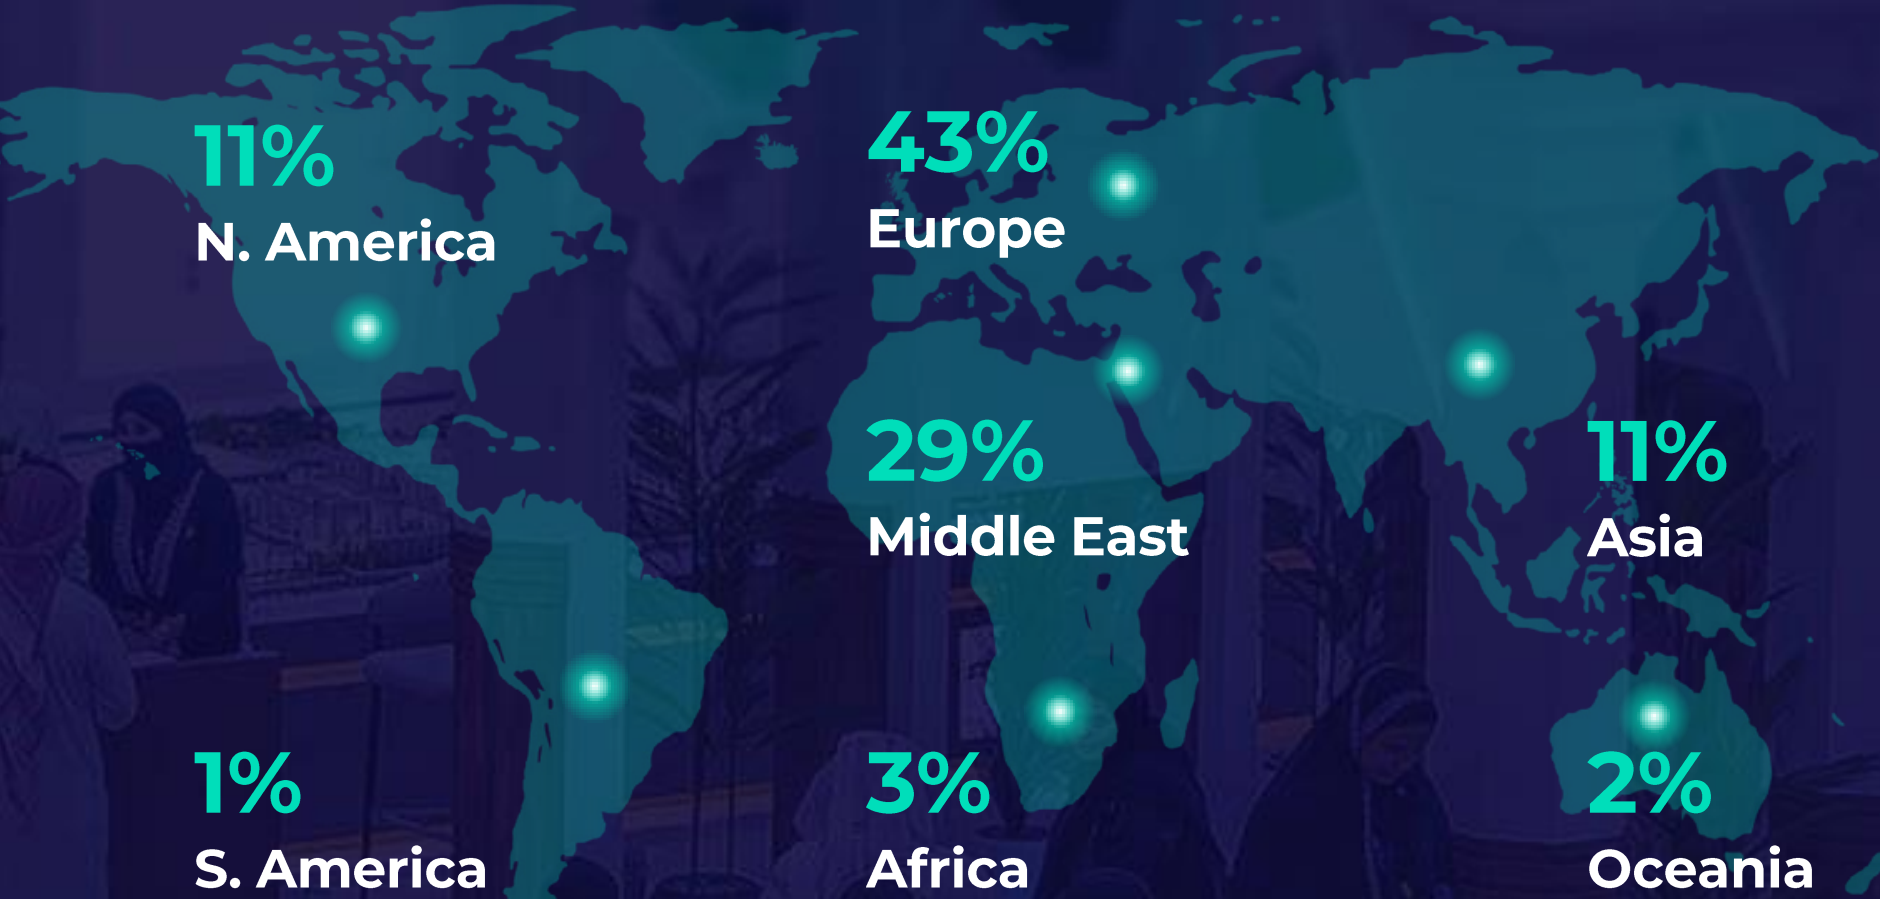 11%
N. America
43%
Europe
29%
Middle East
11%
Asia
1%
S. America
3%
Africa
2%
Oceania